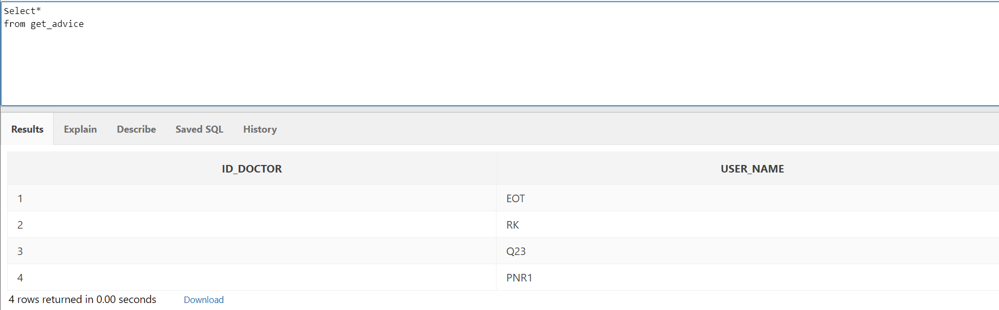 Select*
from get_advice
Results Explain Describe Saved SQL History
ID_DOCTOR USER_NAME
1 EOT
2 RK
3 Q23
4 PNR1
4 rows returned in 0.00 seconds Download